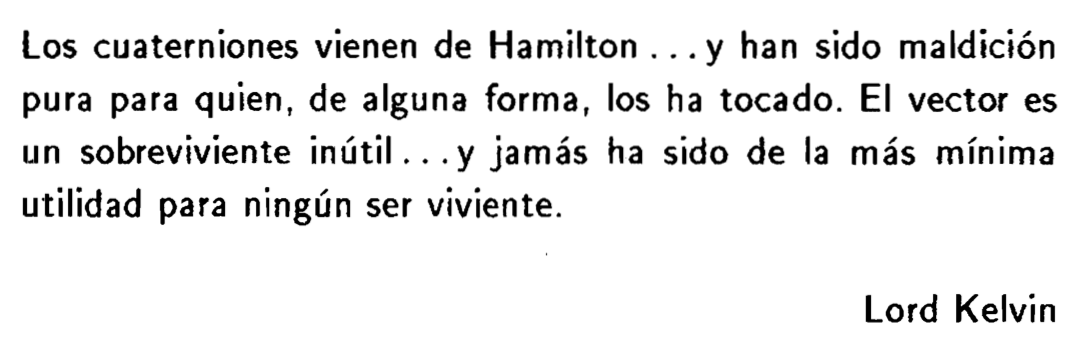 Los cuaterniones vienen de Hamilton ... y han sido maldición
pura para quien, de alguna forma, los ha tocado. El vector es
un sobreviviente inútil ... y jamás ha sido de la más mínima
utilidad para ningún ser viviente.
Lord Kelvin